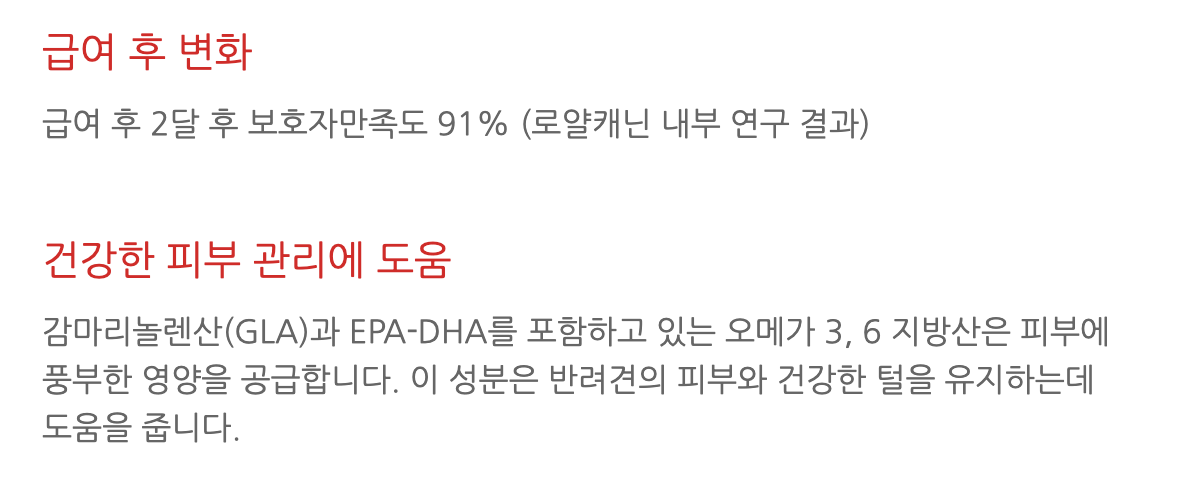 급여 후 변화
급여 후 2달 후 보호자만족도 91% (로얄캐닌 내부 연구 결과)
건강한 피부 관리에 도움
감마리놀렌산(GLA)과 EPA-DHA를 포함하고 있는 오메가 3, 6 지방산은 피부에
풍부한 영양을 공급합니다. 이 성분은 반려견의 피부와 건강한 털을 유지하는데
도움을 줍니다.